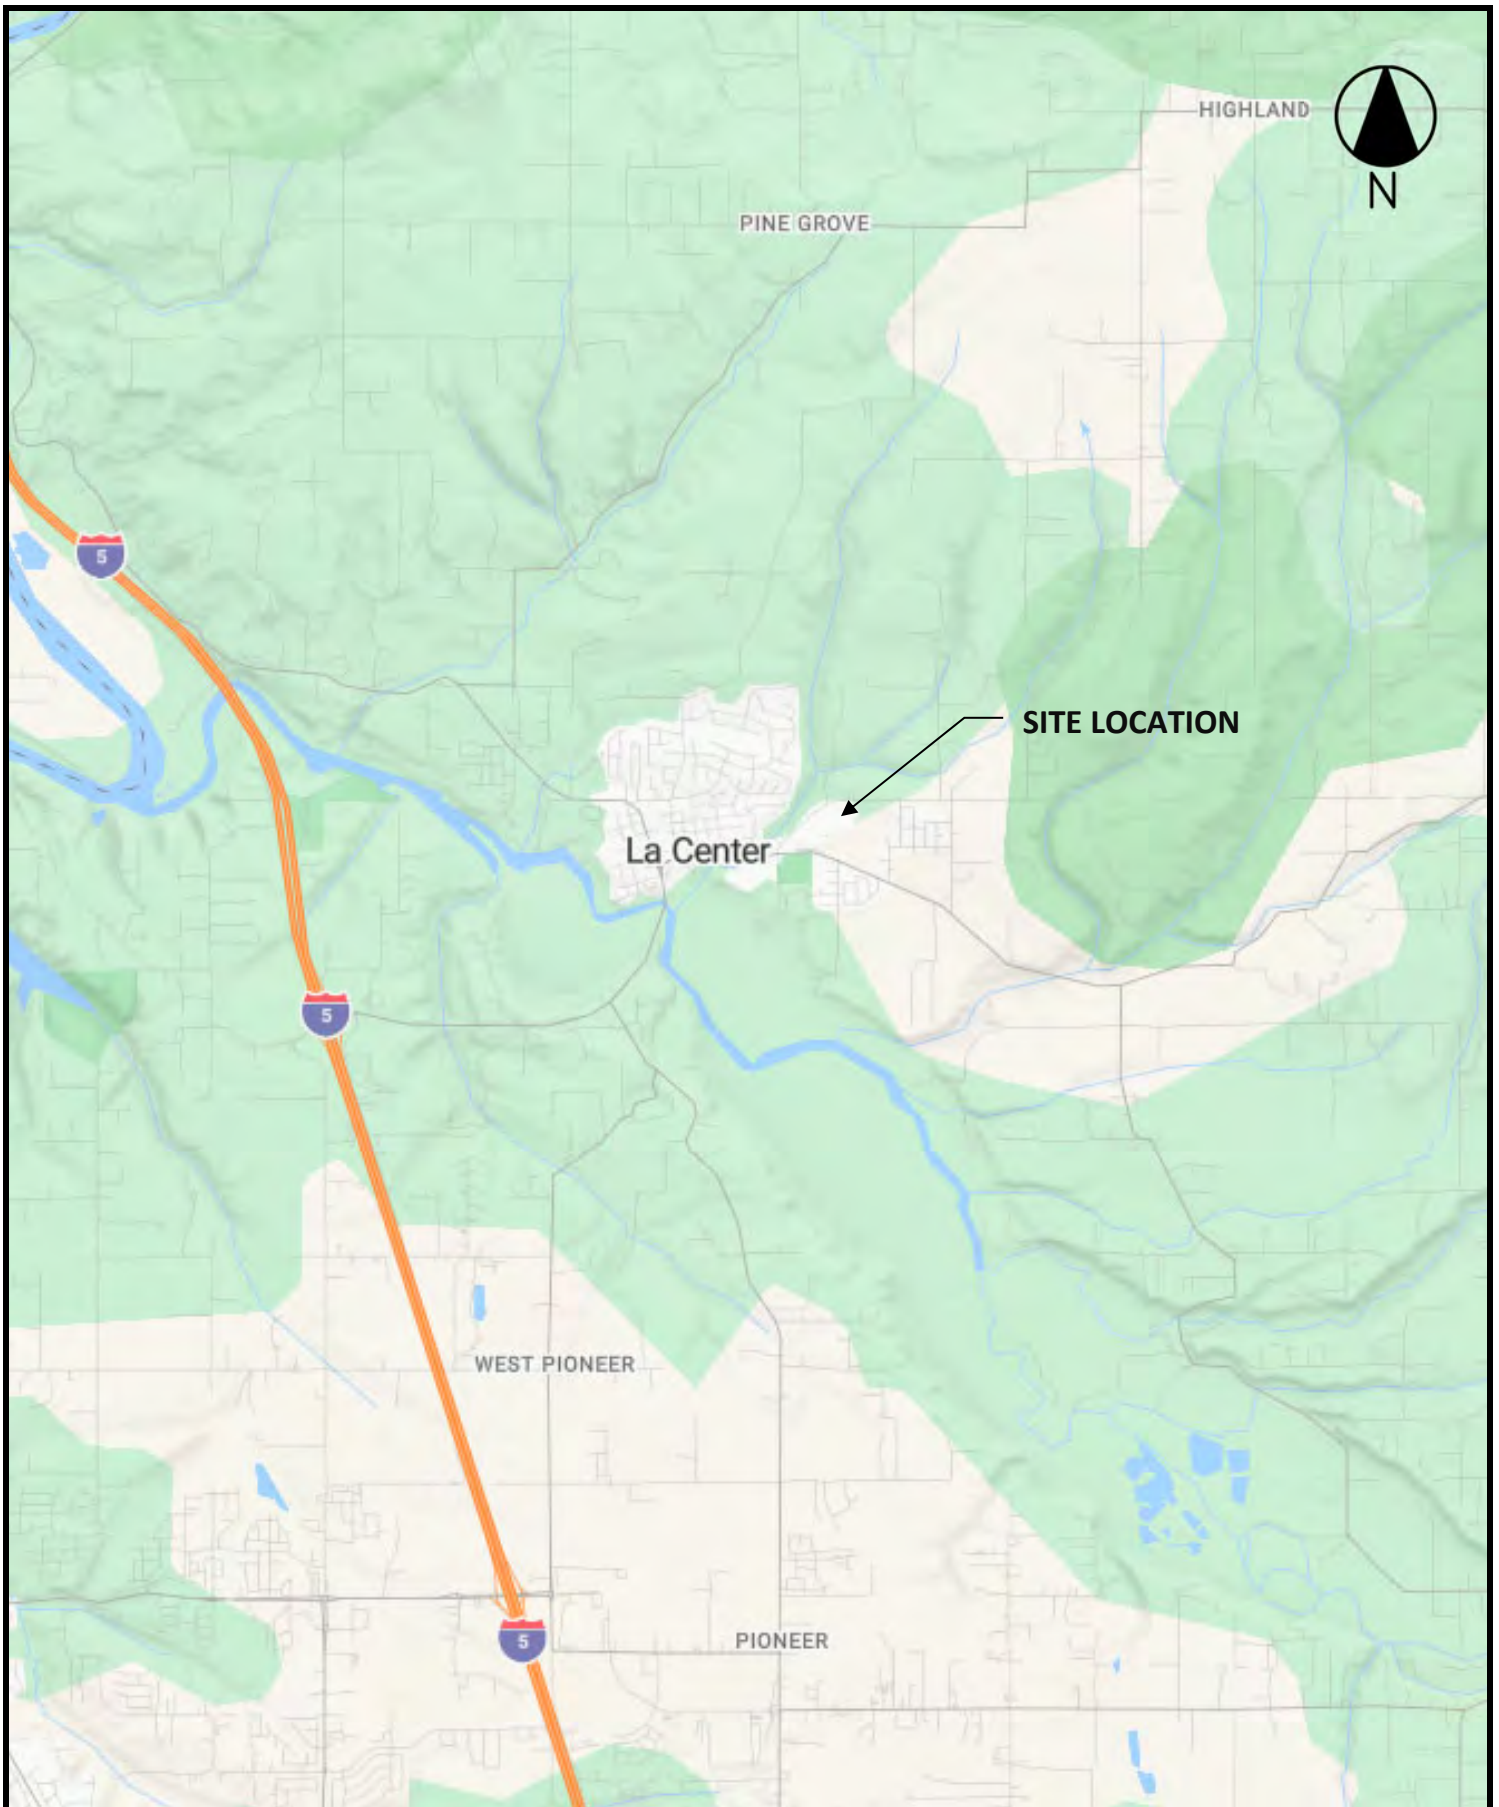 HIGHLAND
N
PINE GROVE
5
SITE LOCATION
La Center
5
WEST PIONEER
5
PIONEER